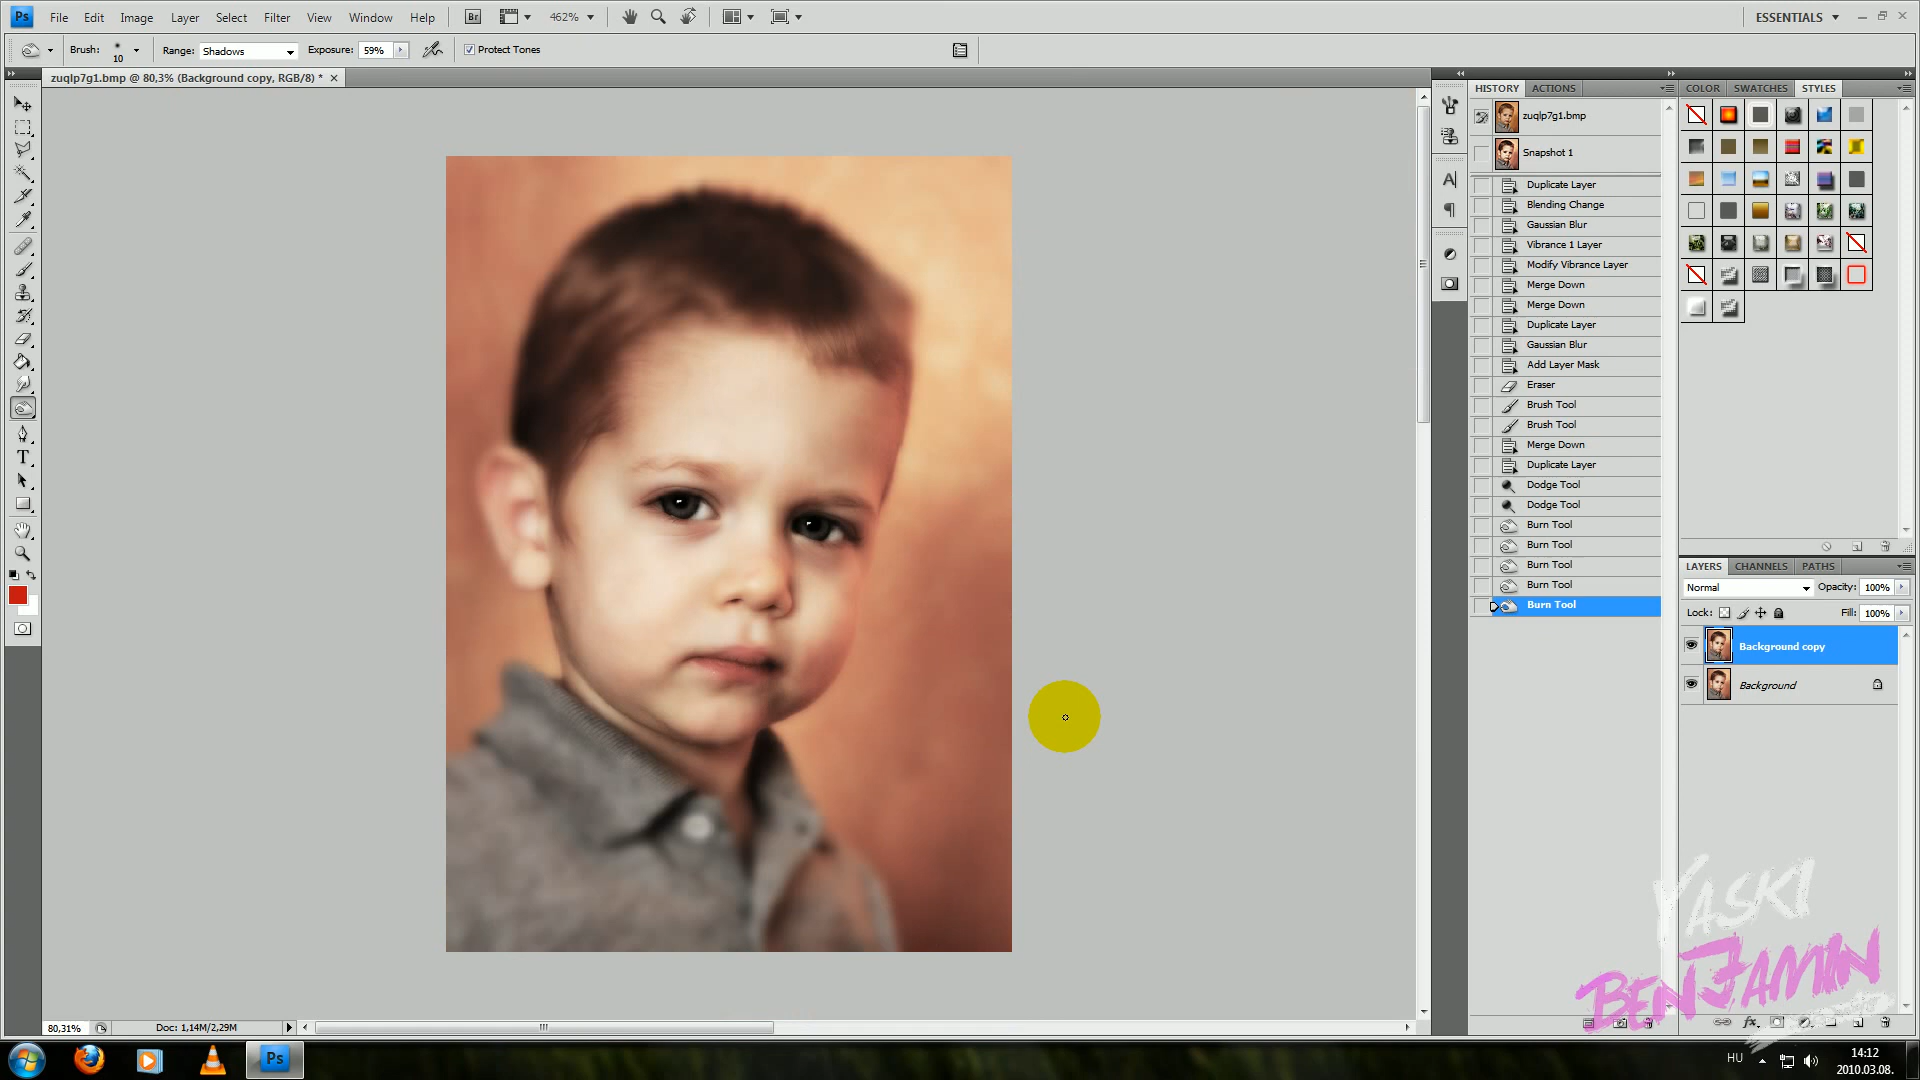 Ps File Edit Image Layer Select Filter View Window Help Br 462% ESSENTIALS
Brush: 10 Range: Shadows Exposure: 59% Protect Tones
zuqlp7g1.bmp @ 80,3% (Background copy, RGB/8) *
HISTORY ACTIONS
zuqlp7g1.bmp
Snapshot 1
Duplicate Layer
Blending Change
Gaussian Blur
Vibrance 1 Layer
Modify Vibrance Layer
Merge Down
Merge Down
Duplicate Layer
Gaussian Blur
Add Layer Mask
Eraser
Brush Tool
Brush Tool
Merge Down
Duplicate Layer
Dodge Tool
Dodge Tool
Burn Tool
Burn Tool
Burn Tool
Burn Tool
Burn Tool
COLOR SWATCHES STYLES
LAYERS CHANNELS PATHS
Normal Opacity: 100%
Lock: Fill: 100%
Background copy
Background
YASKI
BENJAMIN
80,31% Doc: 1,14M/2,29M
Ps
HU 14:12
2010.03.08.